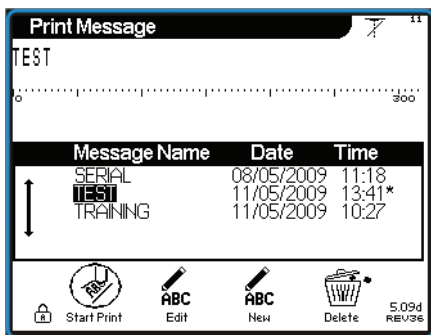 Print Message 11
TEST
0 300
Message Name Date Time
SERIAL 08/05/2009 11:18
TEST 11/05/2009 13:41*
TRAINING 11/05/2009 10:27
ABC ABC ABC
Start Print Edit New Delete 5.09d
REV36